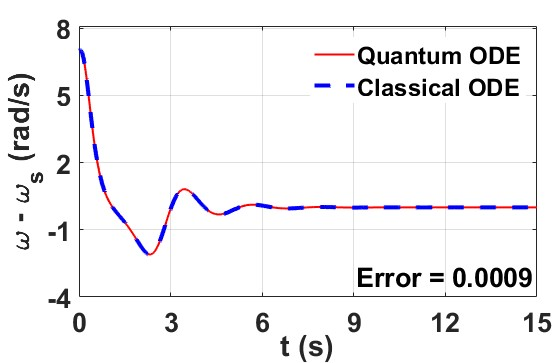 8
5
2
-1
-4
ω - ωs (rad/s)
Quantum ODE
Classical ODE
Error = 0.0009
0 3 6 9 12 15
t (s)